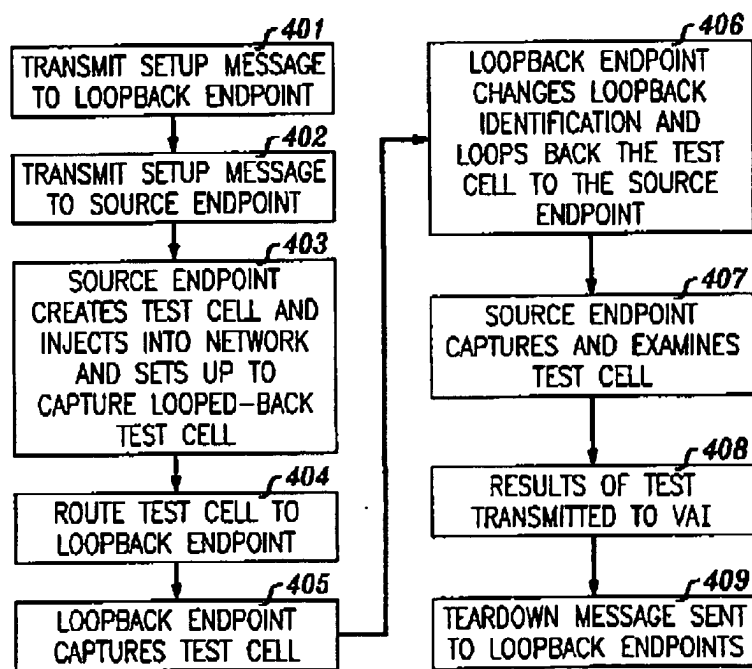 401
TRANSMIT SETUP MESSAGE
TO LOOPBACK ENDPOINT
402
TRANSMIT SETUP MESSAGE
TO SOURCE ENDPOINT
403
SOURCE ENDPOINT
CREATES TEST CELL AND
INJECTS INTO NETWORK
AND SETS UP TO
CAPTURE LOOPED-BACK
TEST CELL
404
ROUTE TEST CELL TO
LOOPBACK ENDPOINT
405
LOOPBACK ENDPOINT
CAPTURES TEST CELL
406
LOOPBACK ENDPOINT
CHANGES LOOPBACK
IDENTIFICATION AND
LOOPS BACK THE TEST
CELL TO THE SOURCE
ENDPOINT
407
SOURCE ENDPOINT
CAPTURES AND EXAMINES
TEST CELL
408
RESULTS OF TEST
TRANSMITTED TO VAI
409
TEARDOWN MESSAGE SENT
TO LOOPBACK ENDPOINTS